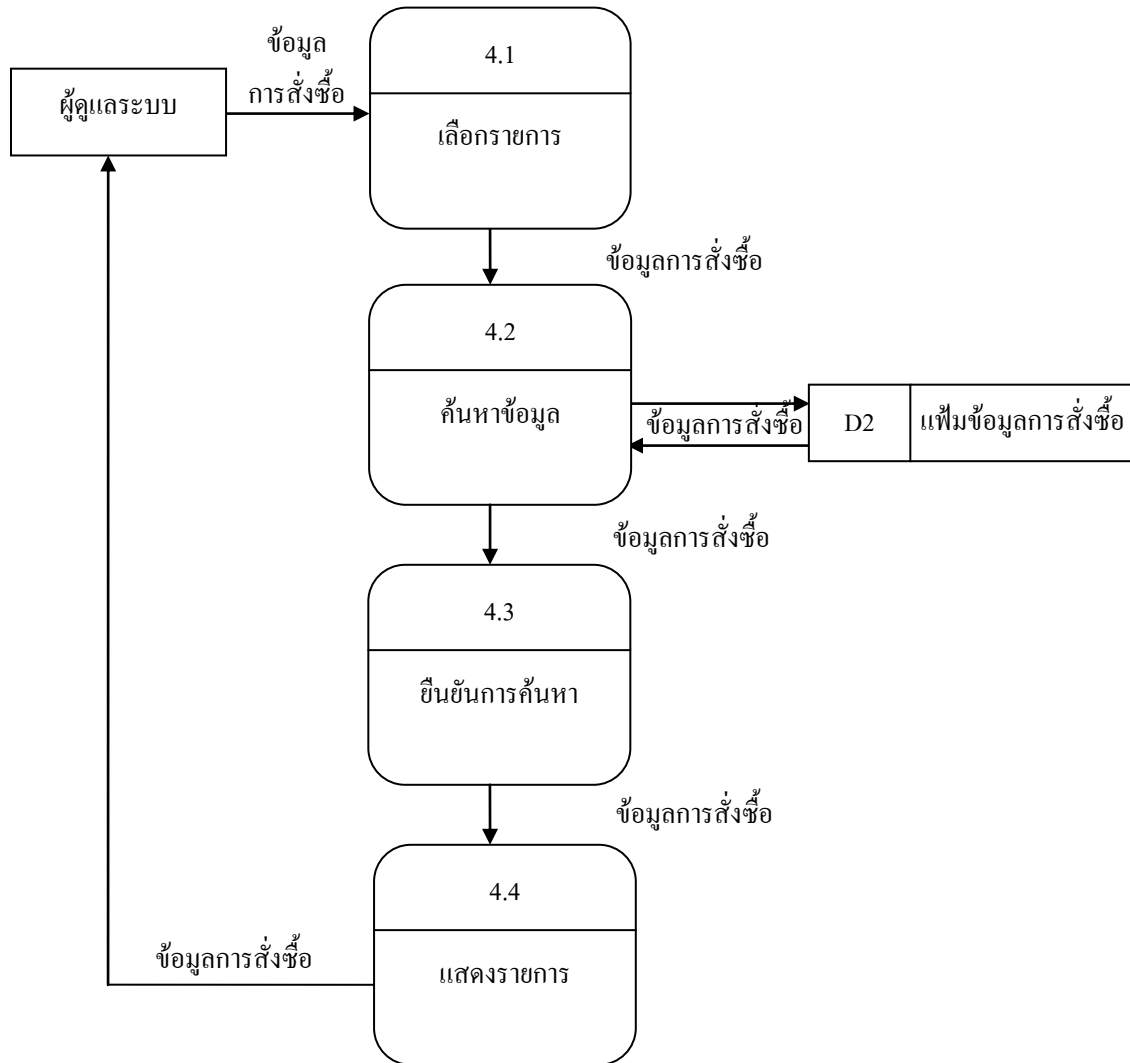 ข้อมูล
การสั่งซื้อ
ผู้ดูแลระบบ
4.1
เลือกรายการ
ข้อมูลการสั่งซื้อ
4.2
ค้นหาข้อมูล
ข้อมูลการสั่งซื้อ
D2
แฟ้มข้อมูลการสั่งซื้อ
ข้อมูลการสั่งซื้อ
4.3
ยืนยันการค้นหา
ข้อมูลการสั่งซื้อ
4.4
แสดงรายการ
ข้อมูลการสั่งซื้อ